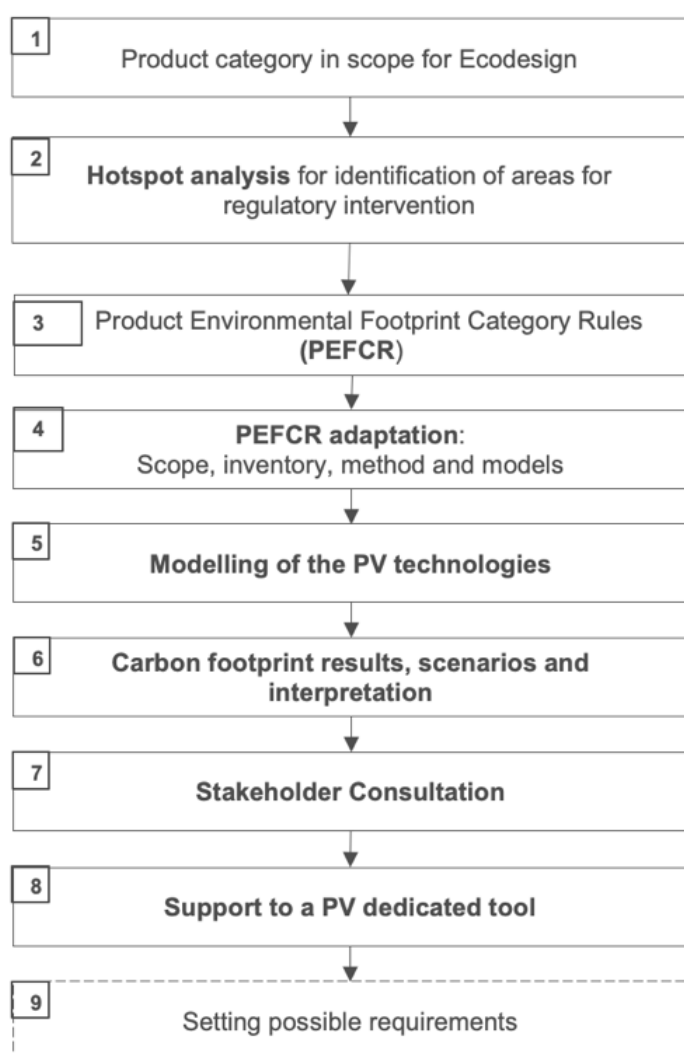 1
Product category in scope for Ecodesign
2
Hotspot analysis for identification of areas for
regulatory intervention
3
Product Environmental Footprint Category Rules
(PEFCR)
4
PEFCR adaptation:
Scope, inventory, method and models
5
Modelling of the PV technologies
6
Carbon footprint results, scenarios and
interpretation
7
Stakeholder Consultation
8
Support to a PV dedicated tool
9
Setting possible requirements